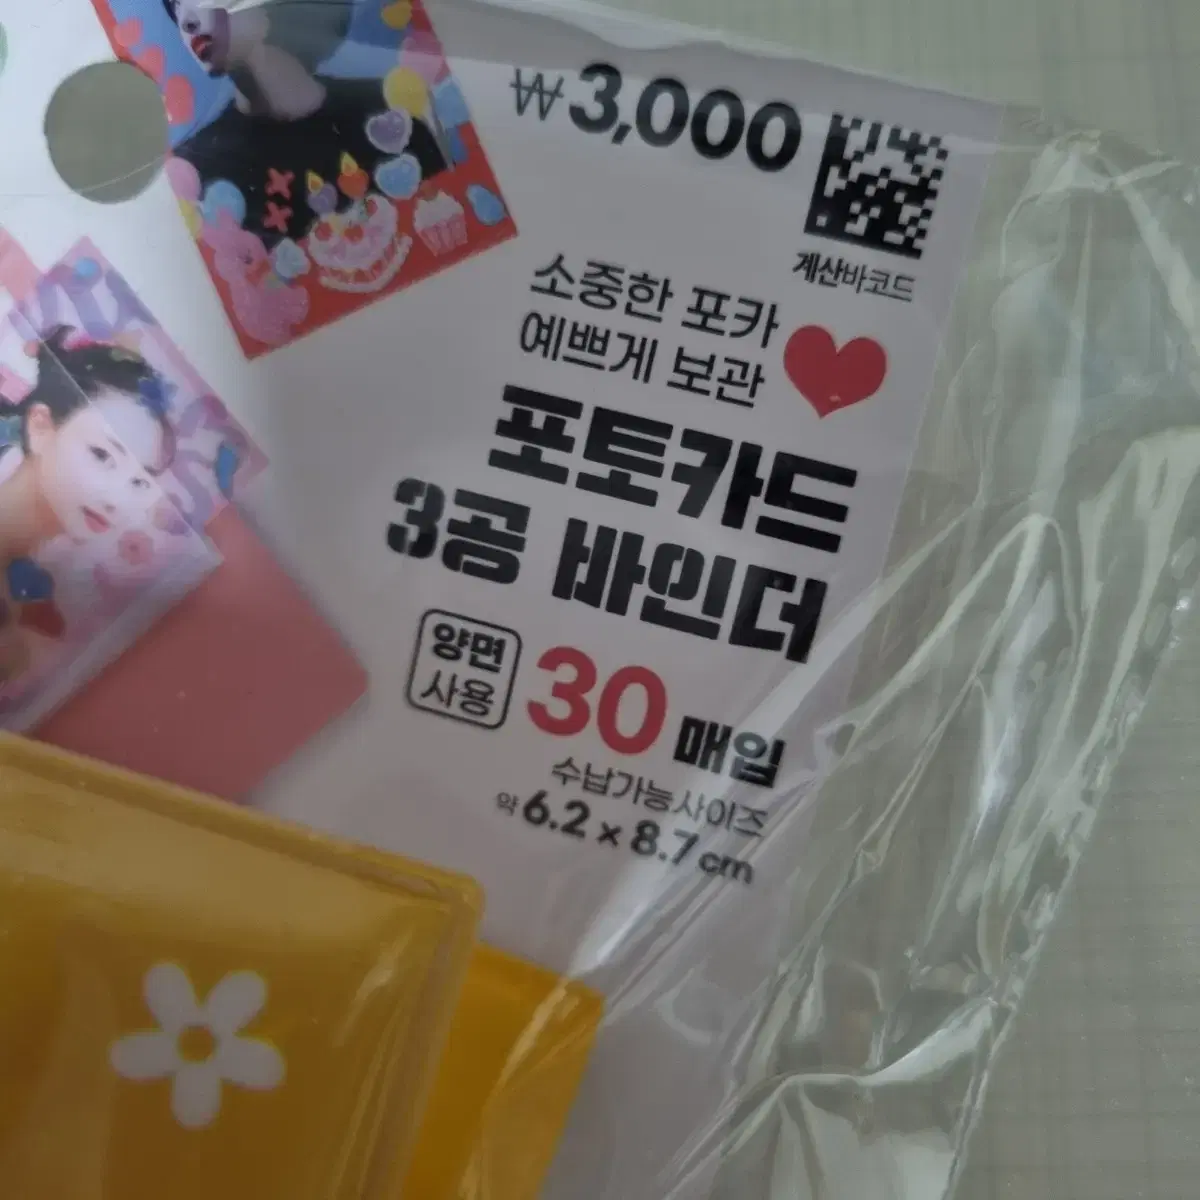 ₩3,000
계산바코드
소중한 포카
예쁘게 보관
포토카드
3공 바인더
양면
사용
30매입
수납가능사이즈
약 6.2 x 8.7 cm